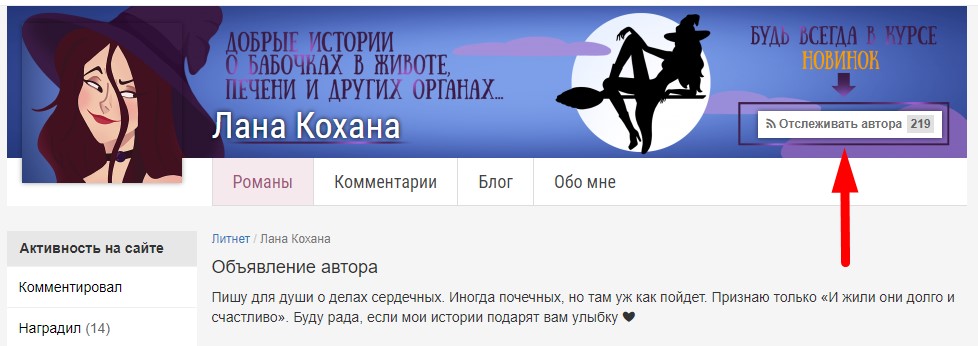 ДОБРЫЕ ИСТОРИИ
О БАБОЧКАХ В ЖИВОТЕ,
ПЕЧЕНИ И ДРУГИХ ОРГАНАХ...
Лана Кохана
БУДЬ ВСЕГДА В КУРСЕ
НОВИНОК
Отслеживать автора 219
Романы Комментарии Блог Обо мне
Активность на сайте
Комментировал
Наградил (14)
Литнет / Лана Кохана
Объявление автора
Пишу для души о делах сердечных. Иногда почечных, но там уж как пойдет. Признаю только «И жили они долго и
счастливо». Буду рада, если мои истории подарят вам улыбку ❤